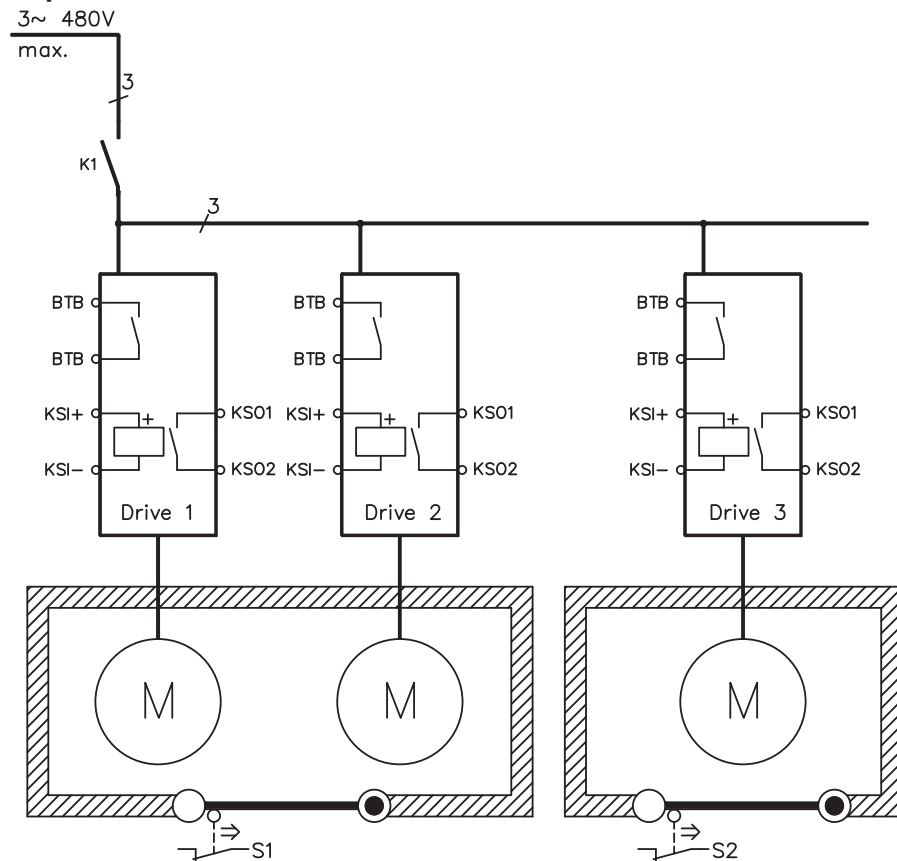 3~ 480V
max.
3
K1
3
BTB BTB BTB
BTB BTB BTB
KSI+ + KSO1 KSI+ + KSO1 KSI+ + KSO1
KSI− KSO2 KSI− KSO2 KSI− KSO2
Drive 1 Drive 2 Drive 3
M M M
S1 S2